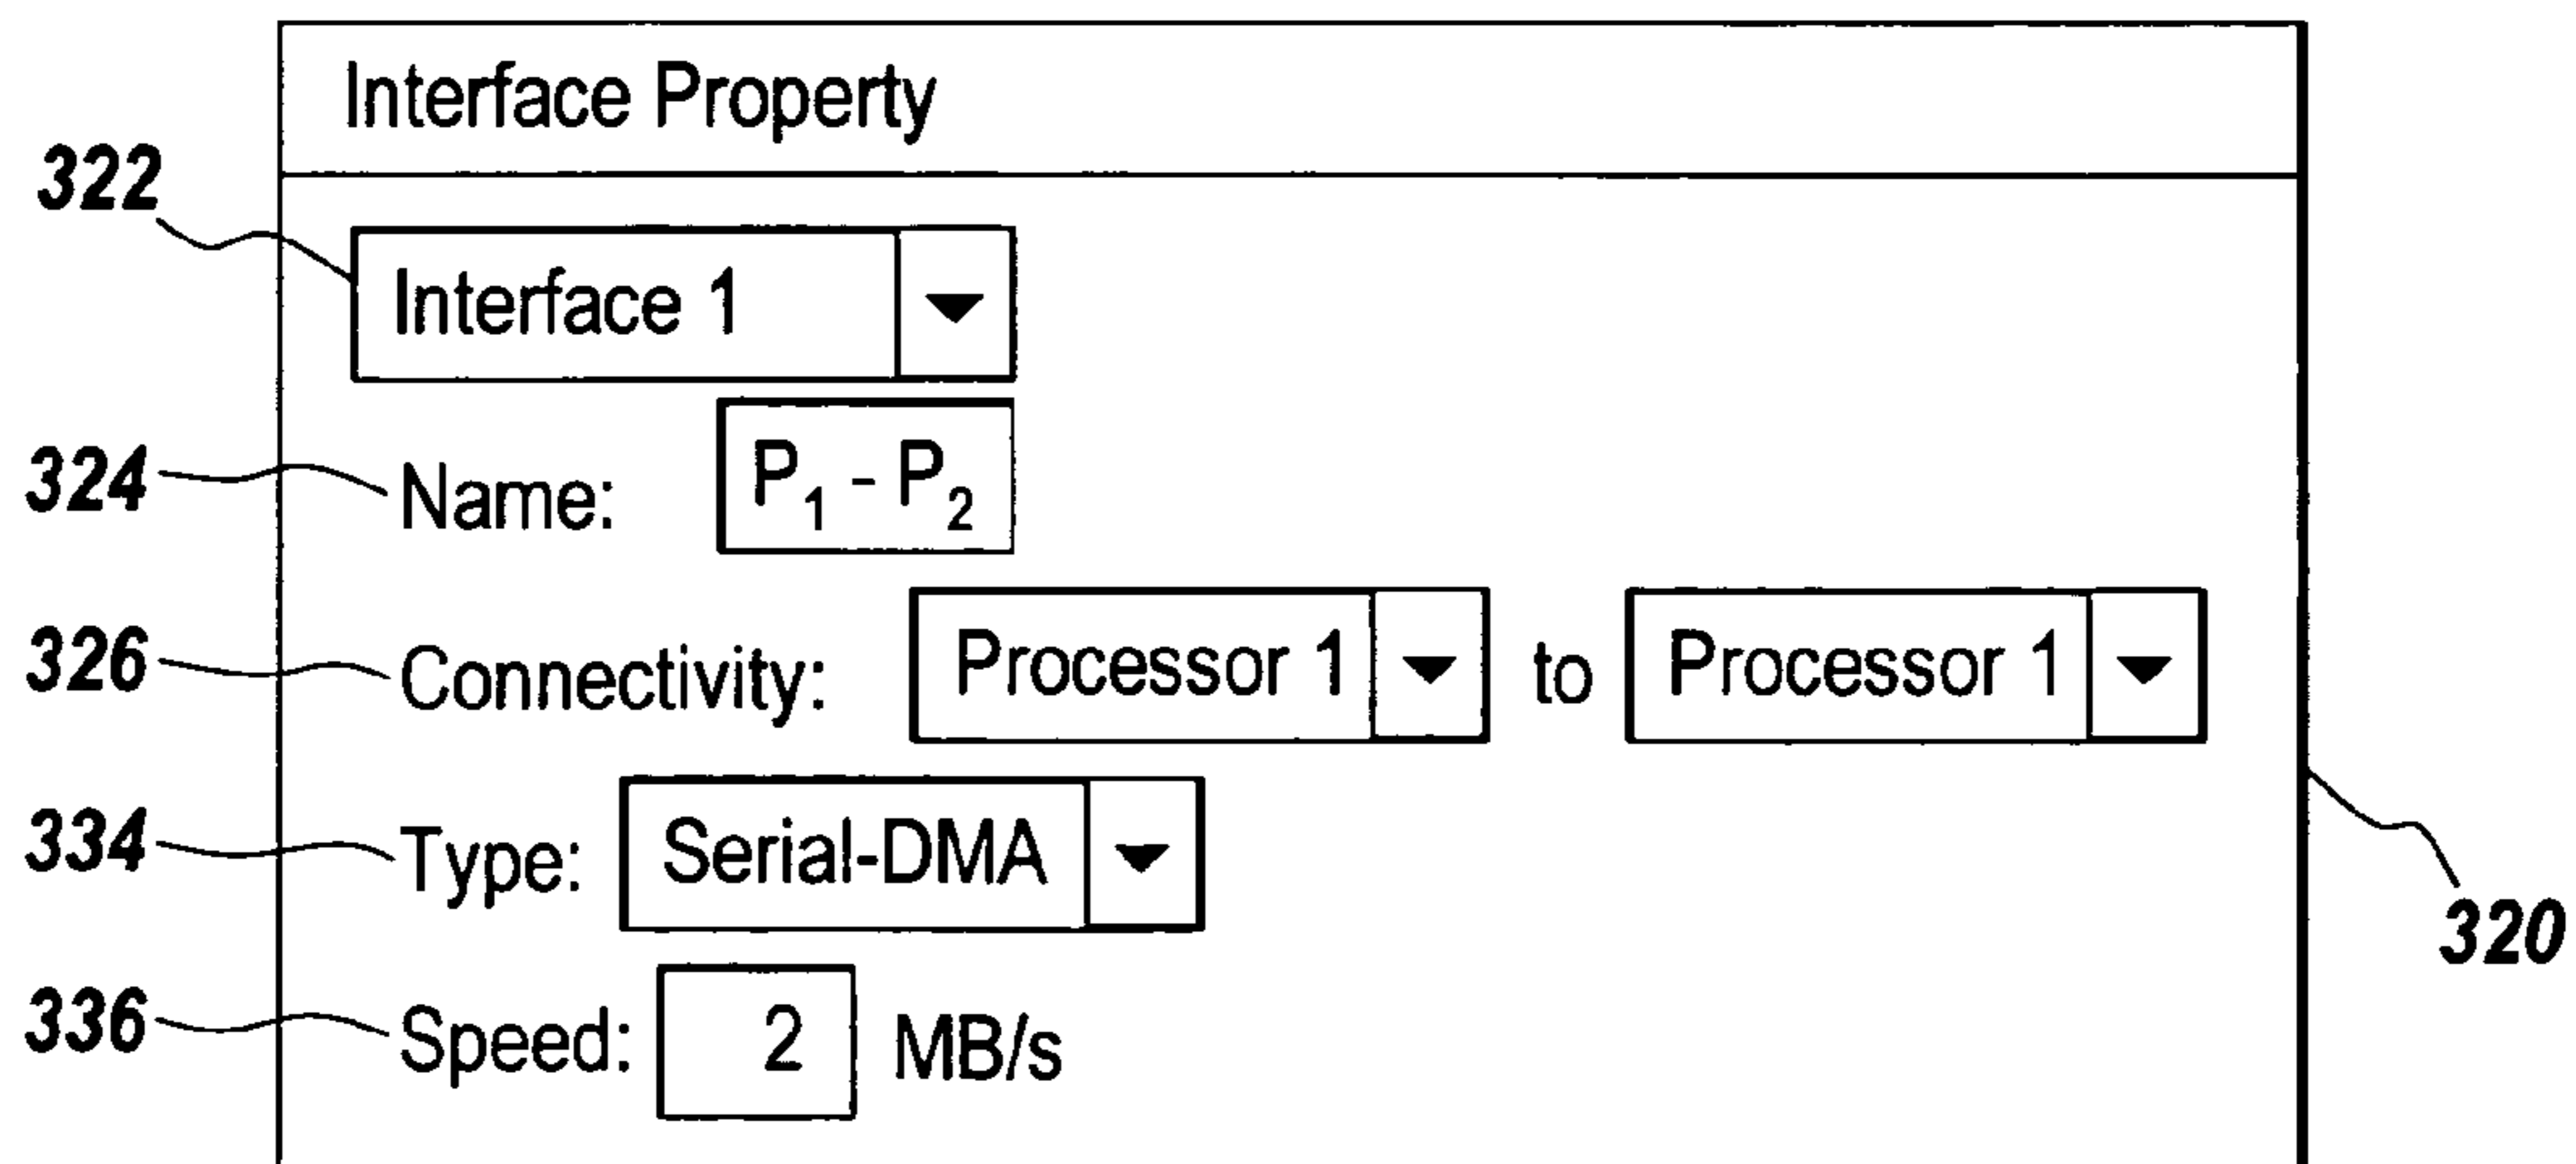 Interface Property
322
Interface 1
324 Name: P₁ - P₂
326 Connectivity: Processor 1 to Processor 1
334 Type: Serial-DMA
320
336 Speed: 2 MB/s